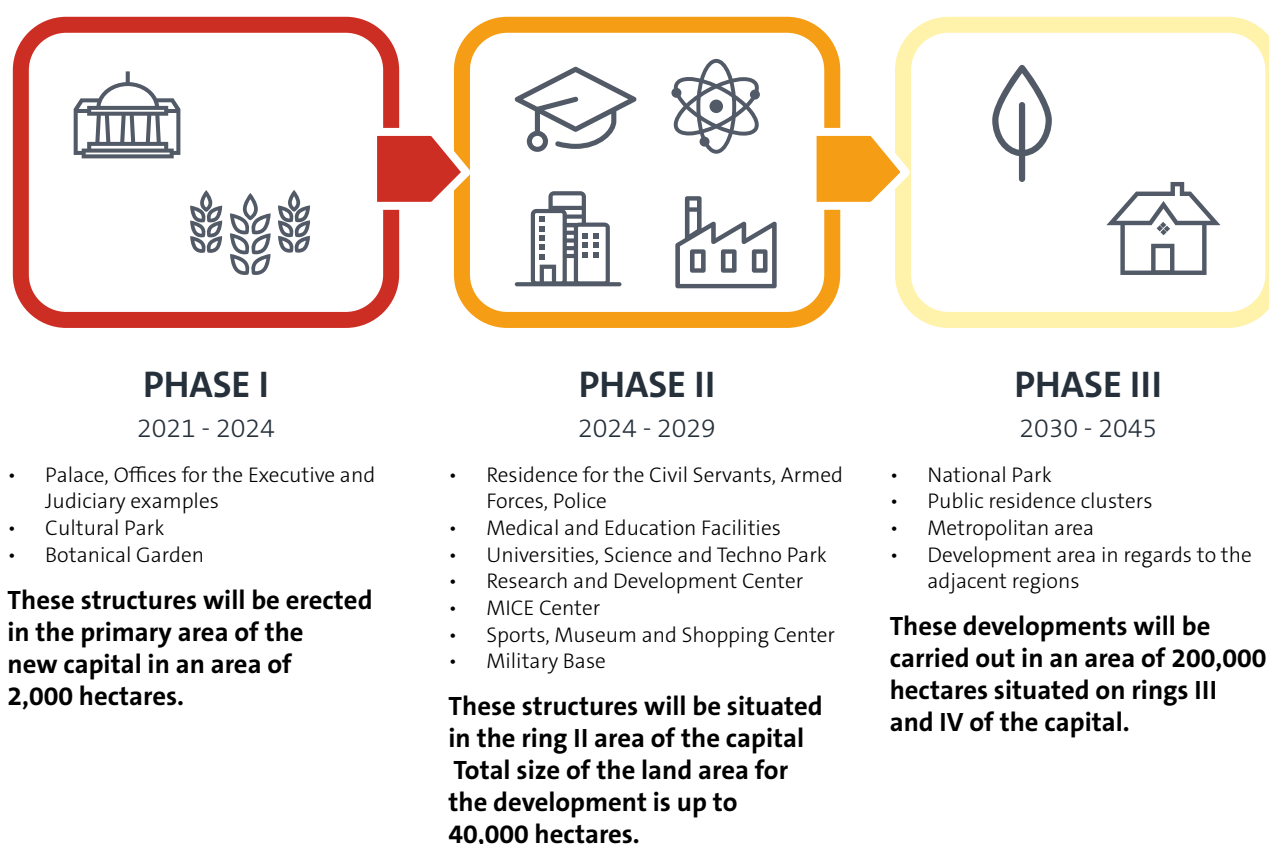 PHASE I
2021 - 2024
• Palace, Offices for the Executive and
Judiciary examples
• Cultural Park
• Botanical Garden
These structures will be erected
in the primary area of the
new capital in an area of
2,000 hectares.
PHASE II
2024 - 2029
• Residence for the Civil Servants, Armed
Forces, Police
• Medical and Education Facilities
• Universities, Science and Techno Park
• Research and Development Center
• MICE Center
• Sports, Museum and Shopping Center
• Military Base
These structures will be situated
in the ring II area of the capital
Total size of the land area for
the development is up to
40,000 hectares.
PHASE III
2030 - 2045
• National Park
• Public residence clusters
• Metropolitan area
• Development area in regards to the
adjacent regions
These developments will be
carried out in an area of 200,000
hectares situated on rings III
and IV of the capital.